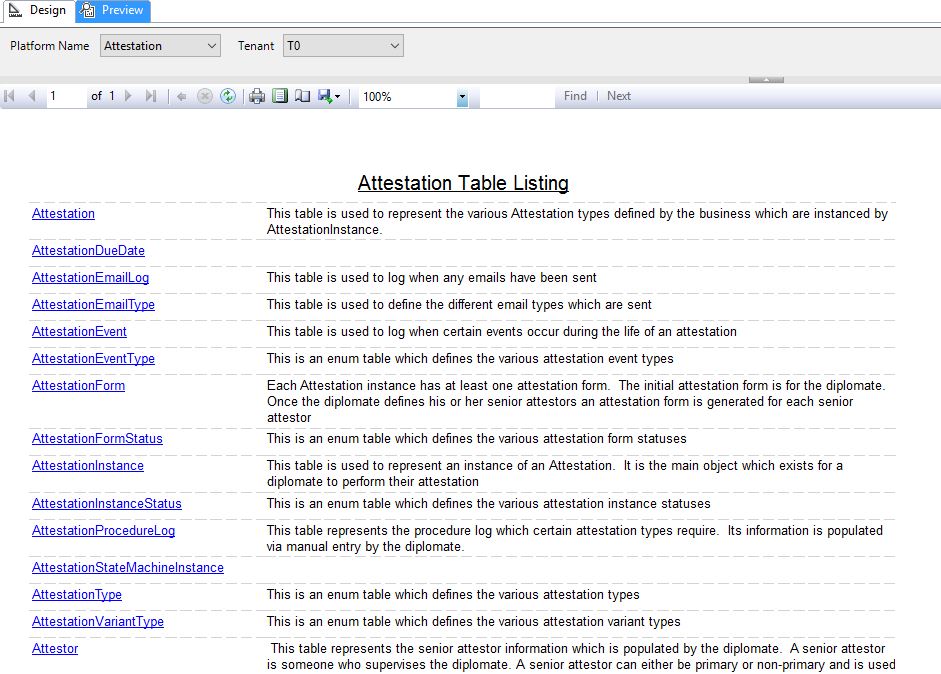 Design Preview
Platform Name Attestation Tenant T0
1 of 1 100% Find | Next
Attestation Table Listing
Attestation This table is used to represent the various Attestation types defined by the business which are instanced by
AttestationInstance.
AttestationDueDate
AttestationEmailLog This table is used to log when any emails have been sent
AttestationEmailType This table is used to define the different email types which are sent
AttestationEvent This table is used to log when certain events occur during the life of an attestation
AttestationEventType This is an enum table which defines the various attestation event types
AttestationForm Each Attestation instance has at least one attestation form. The initial attestation form is for the diplomate.
Once the diplomate defines his or her senior attestors an attestation form is generated for each senior
attestor
AttestationFormStatus This is an enum table which defines the various attestation form statuses
AttestationInstance This table is used to represent an instance of an Attestation. It is the main object which exists for a
diplomate to perform their attestation
AttestationInstanceStatus This is an enum table which defines the various attestation instance statuses
AttestationProcedureLog This table represents the procedure log which certain attestation types require. Its information is populated
via manual entry by the diplomate.
AttestationStateMachineInstance
AttestationType This is an enum table which defines the various attestation types
AttestationVariantType This is an enum table which defines the various attestation variant types
Attestor This table represents the senior attestor information which is populated by the diplomate. A senior attestor
is someone who supervises the diplomate. A senior attestor can either be primary or non-primary and is used